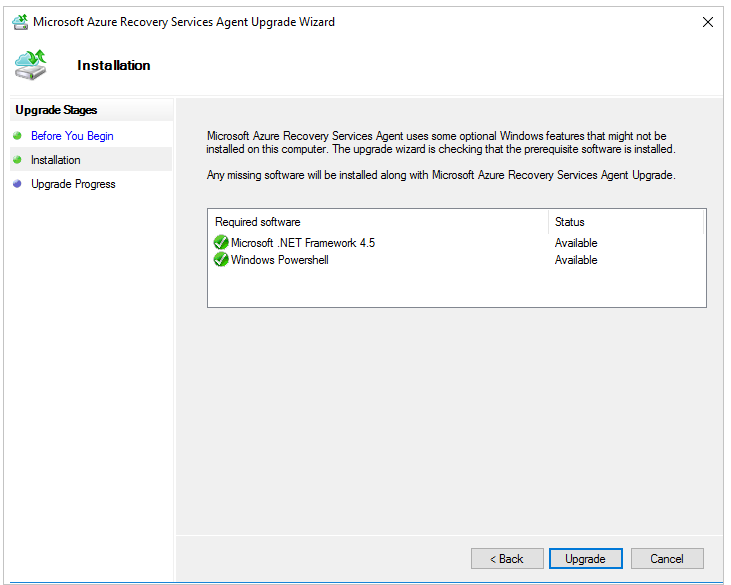 Microsoft Azure Recovery Services Agent Upgrade Wizard
Installation
Upgrade Stages
Before You Begin
Installation
Upgrade Progress
Microsoft Azure Recovery Services Agent uses some optional Windows features that might not be
installed on this computer. The upgrade wizard is checking that the prerequisite software is installed.
Any missing software will be installed along with Microsoft Azure Recovery Services Agent Upgrade.
Required software Status
Microsoft .NET Framework 4.5 Available
Windows Powershell Available
< Back Upgrade Cancel